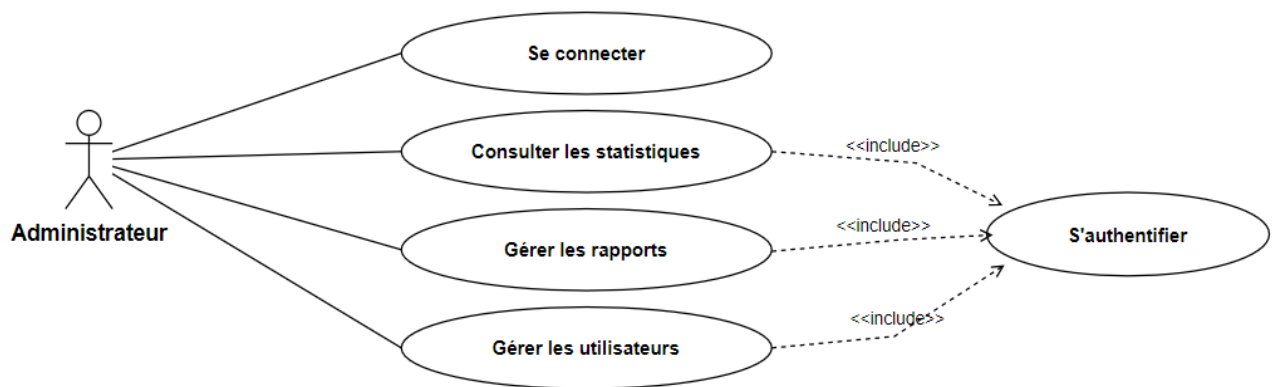 Se connecter
Consulter les statistiques
<<include>>
Administrateur
Gérer les rapports
<<include>>
S'authentifier
Gérer les utilisateurs
<<include>>